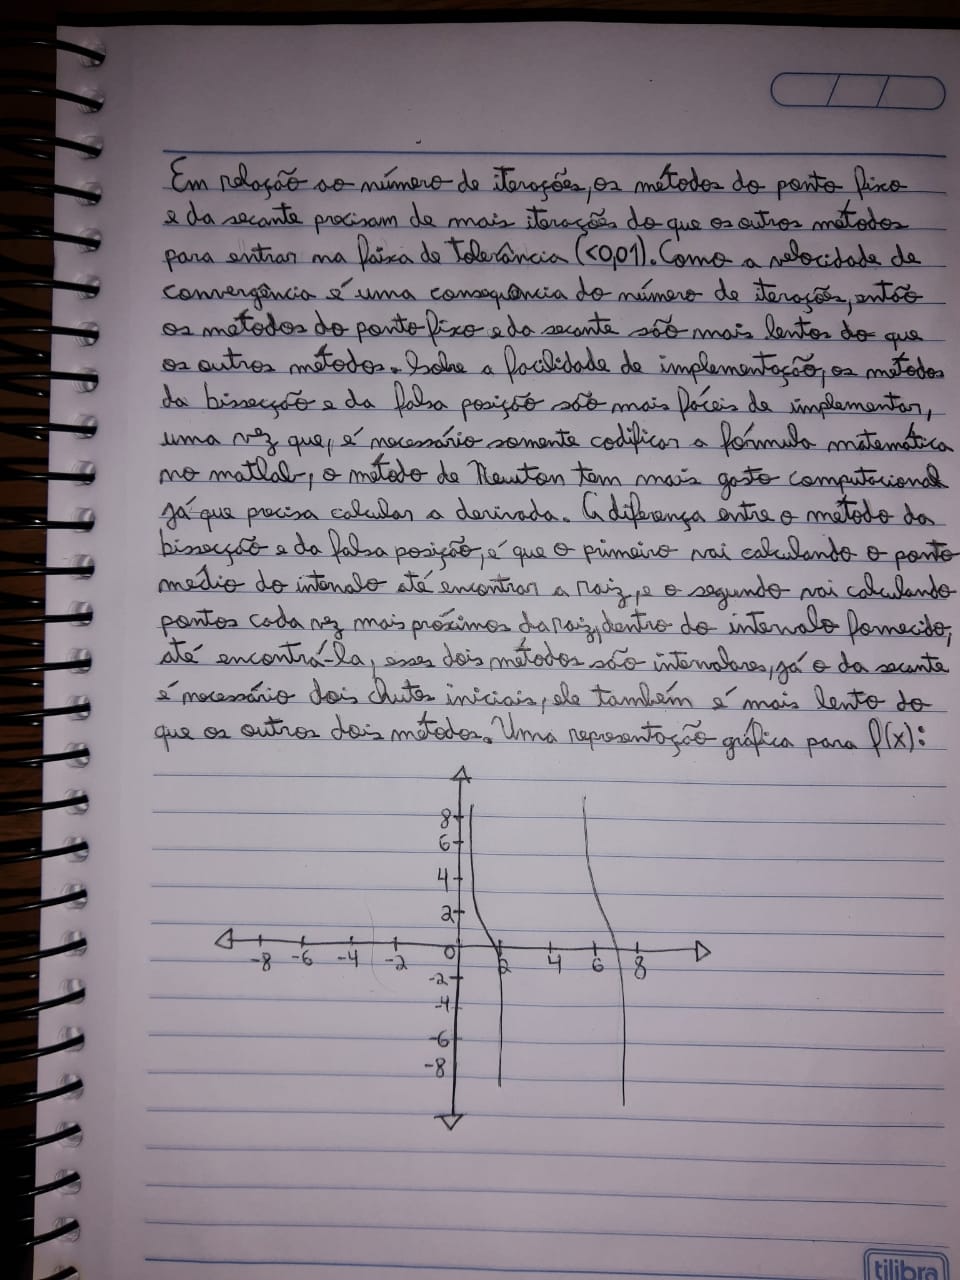 Em relação ao número de iterações, os métodos do ponto fixo
e da secante precisam de mais iterações do que os outros métodos
para entrar na faixa de tolerância (<0,01). Como a velocidade de
convergência é uma consequência do número de iterações, então
os métodos do ponto fixo e da secante são mais lentos do que
os outros métodos. Sobre a facilidade de implementação, os métodos
da bissecção e da falsa posição são mais fáceis de implementar,
uma vez que, é necessário somente codificar a fórmula matemática
no matlab, o método de Newton tem mais gasto computacional
já que precisa calcular a derivada. A diferença entre o método da
bissecção e da falsa posição, é que o primeiro vai calculando o ponto
médio do intervalo até encontrar a raiz, e o segundo vai calculando
pontos cada vez mais próximos da raiz, dentro do intervalo fornecido,
até encontrá-la, esses dois métodos são intervalares, já o da secante
é necessário dois chutes iniciais, ele também é mais lento do
que os outros dois métodos. Uma representação gráfica para f(x):
8
6
4
2
-8 -6 -4 -2 0 2 4 6 8
-2
-4
-6
-8
tilibra